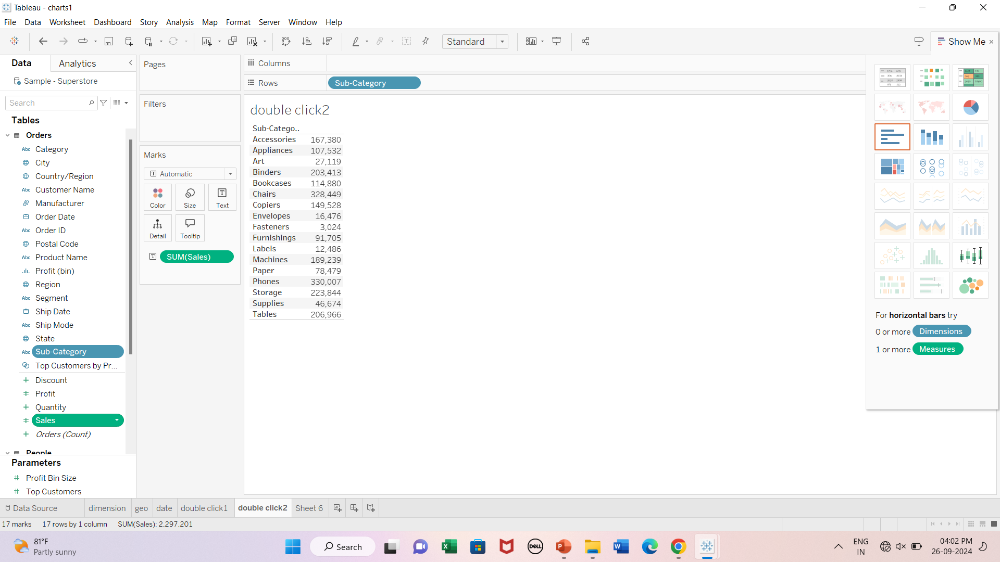 Tableau - charts1
File Data Worksheet Dashboard Story Analysis Map Format Server Window Help
Standard
Show Me
Data Analytics
Sample - Superstore
Search
Tables
Orders
Abc Category
City
Country/Region
Abc Customer Name
Manufacturer
Order Date
Abc Order ID
Postal Code
Abc Product Name
Profit (bin)
Region
Abc Segment
Ship Date
Abc Ship Mode
State
Abc Sub-Category
Top Customers by Pr...
Discount
Profit
Quantity
Sales
Orders (Count)
People
Parameters
Profit Bin Size
Top Customers
Pages
Filters
Marks
Automatic
Color Size Text
Detail Tooltip
SUM(Sales)
Columns
Rows Sub-Category
double click2
Sub-Catego..
Accessories 167,380
Appliances 107,532
Art 27,119
Binders 203,413
Bookcases 114,880
Chairs 328,449
Copiers 149,528
Envelopes 16,476
Fasteners 3,024
Furnishings 91,705
Labels 12,486
Machines 189,239
Paper 78,479
Phones 330,007
Storage 223,844
Supplies 46,674
Tables 206,966
For horizontal bars try
0 or more Dimensions
1 or more Measures
Data Source dimension geo date double click1 double click2 Sheet 6
17 marks 17 rows by 1 column SUM(Sales): 2,297,201
81°F
Partly sunny
Search
DELL
ENG
IN
04:02 PM
26-09-2024